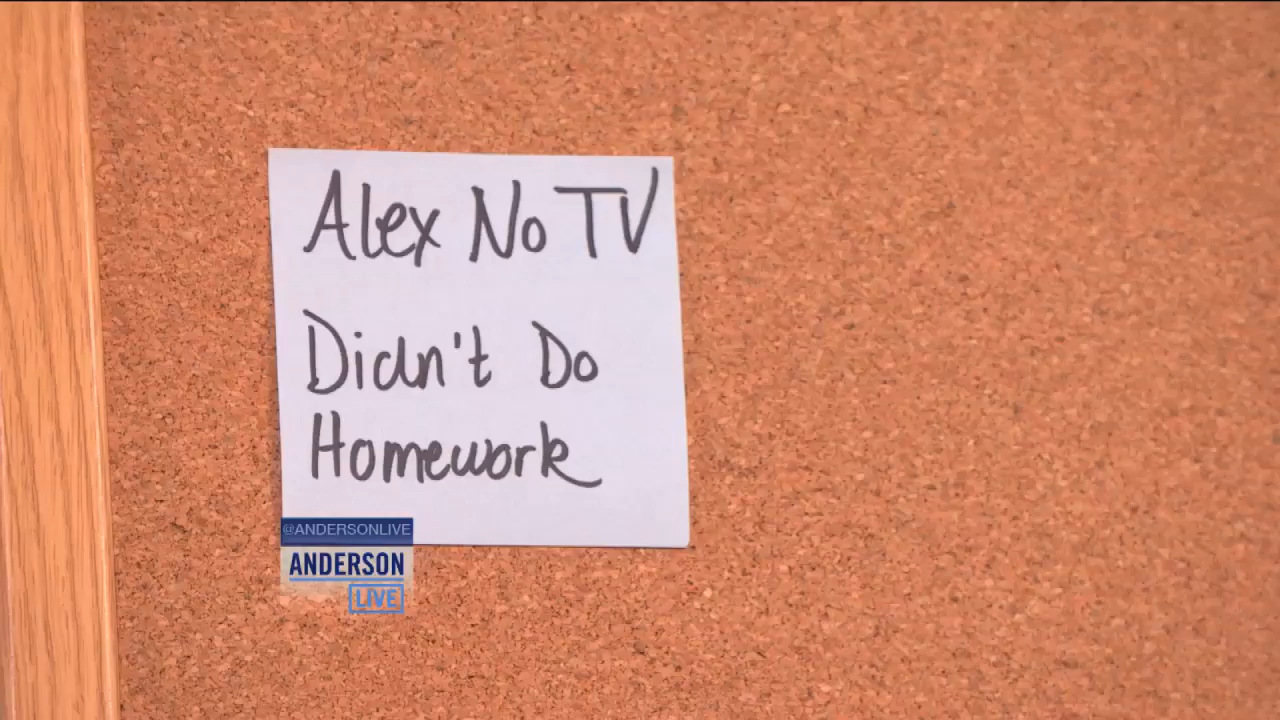 Alex No TV
Didn't Do
Homework
@ANDERSONLIVE
ANDERSON
LIVE